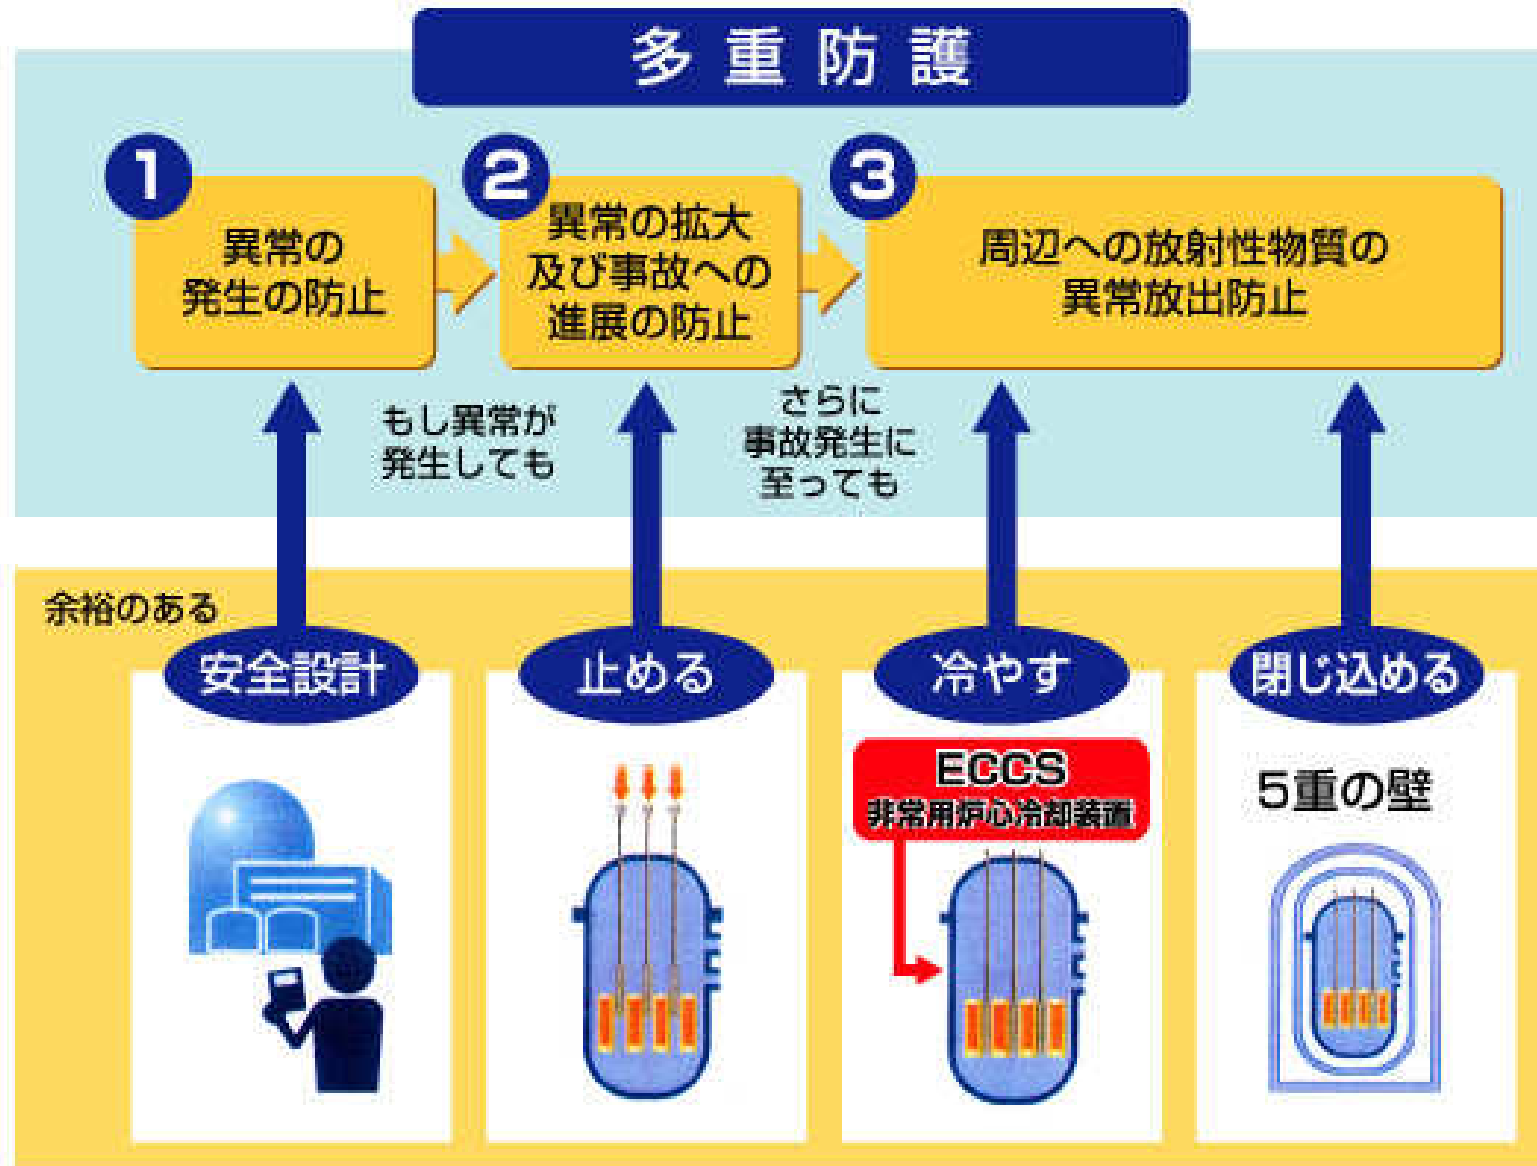 多重防護
1
異常の
発生の防止
2
異常の拡大
及び事故への
進展の防止
3
周辺への放射性物質の
異常放出防止
もし異常が
発生しても
さらに
事故発生に
至っても
余裕のある
安全設計
止める
冷やす
閉じ込める
ECCS
非常用炉心冷却装置
5重の壁